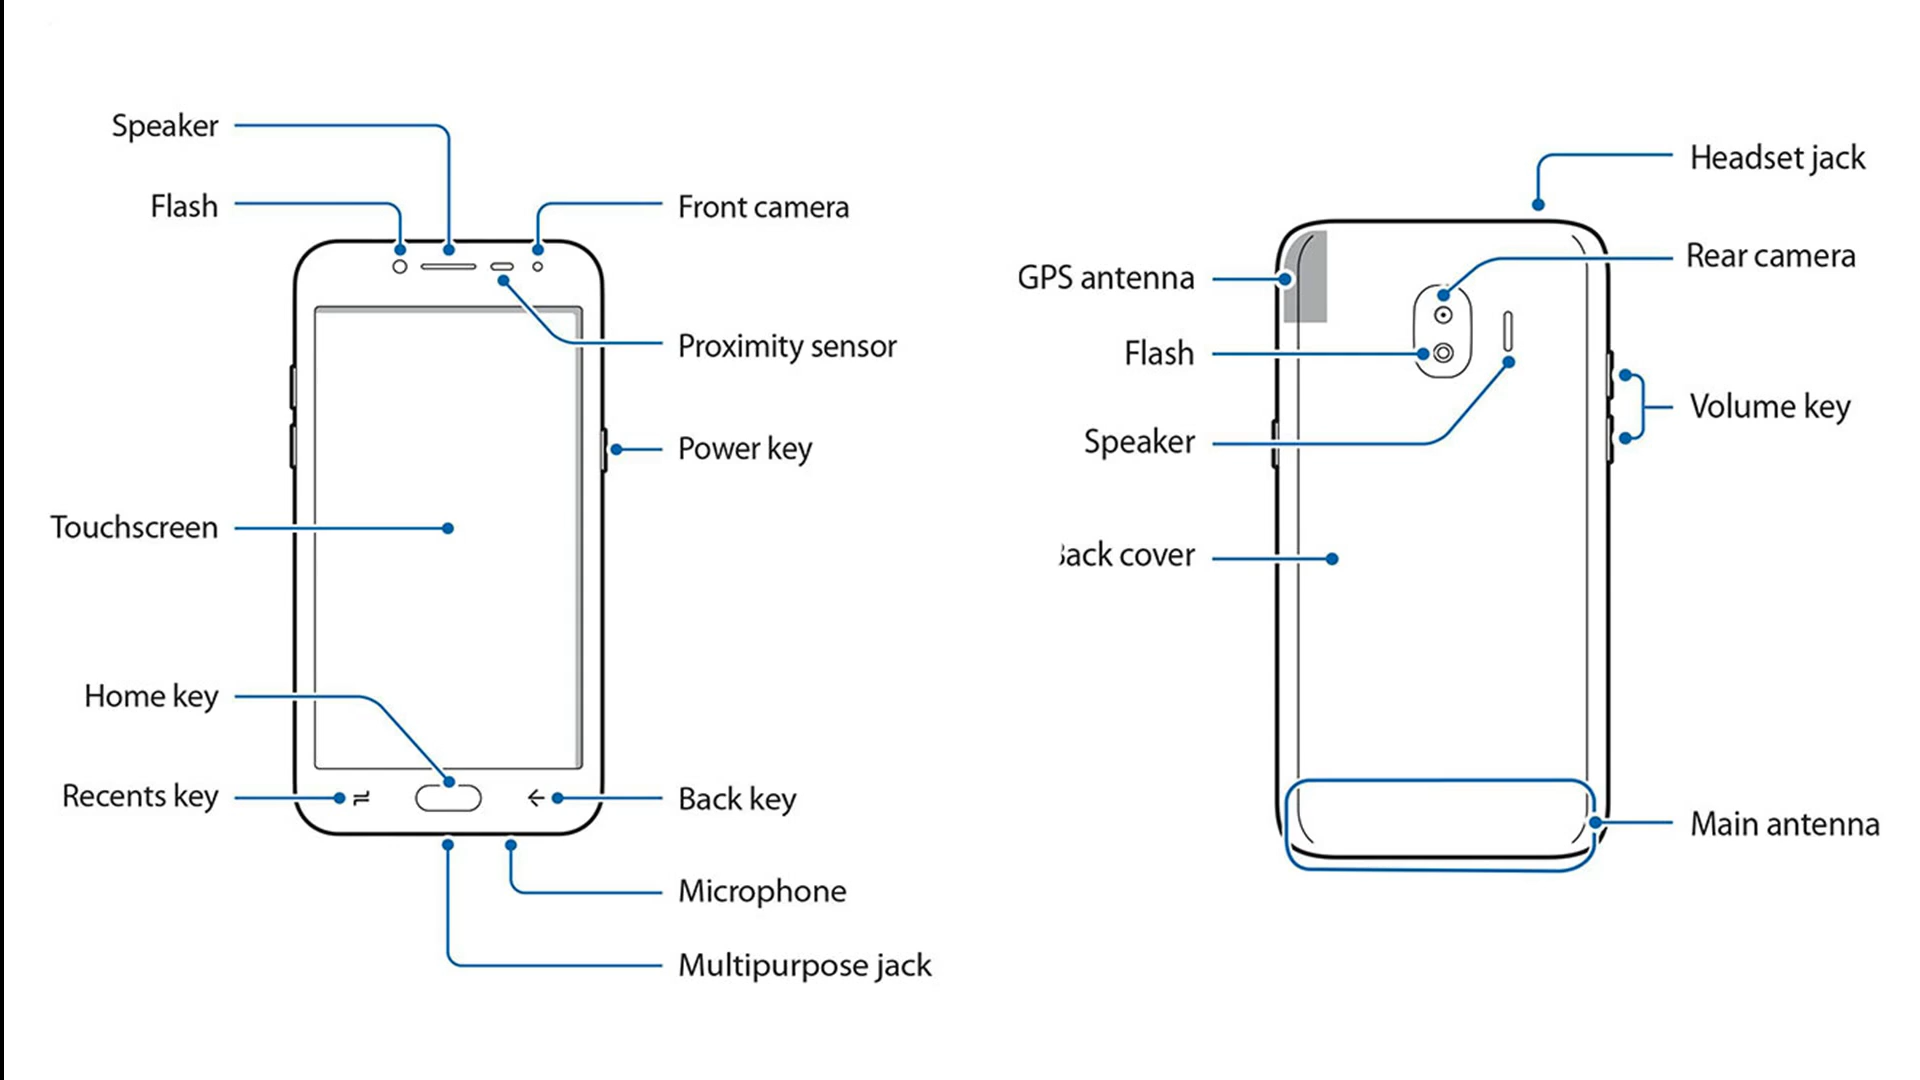 Speaker
Flash
Front camera
Proximity sensor
Power key
Touchscreen
Home key
Recents key
Back key
Microphone
Multipurpose jack
Headset jack
Rear camera
GPS antenna
Flash
Volume key
Speaker
ack cover
Main antenna